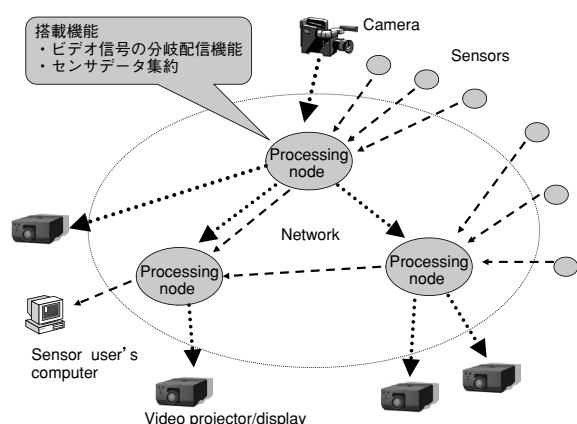 搭載機能
・ビデオ信号の分岐配信機能
・センサデータ集約
Camera
Sensors
Processing
node
Network
Processing
node
Processing
node
Sensor user's
computer
Video projector/display